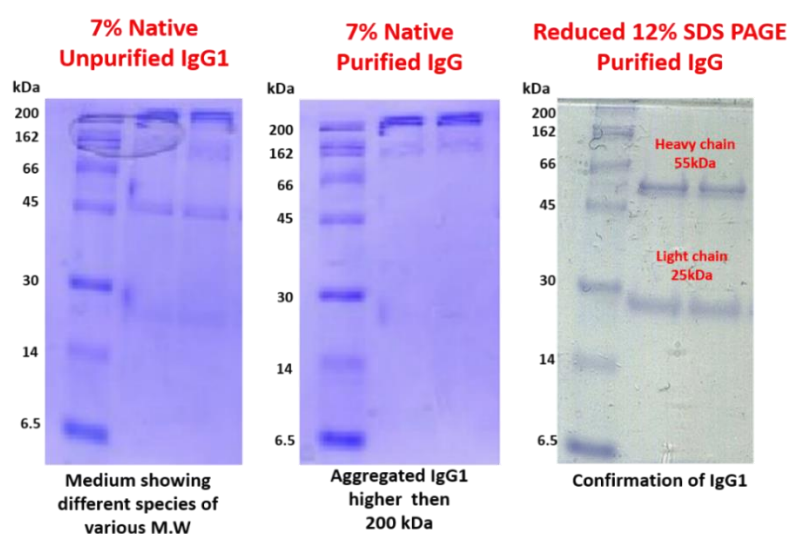 7% Native
Unpurified IgG1
kDa
200
162
66
45
30
14
6.5
Medium showing
different species of
various M.W
7% Native
Purified IgG
kDa
200
162
66
45
30
14
6.5
Aggregated IgG1
higher then
200 kDa
Reduced 12% SDS PAGE
Purified IgG
kDa
200
162
66
45
30
14
6.5
Heavy chain
55kDa
Light chain
25kDa
Confirmation of IgG1